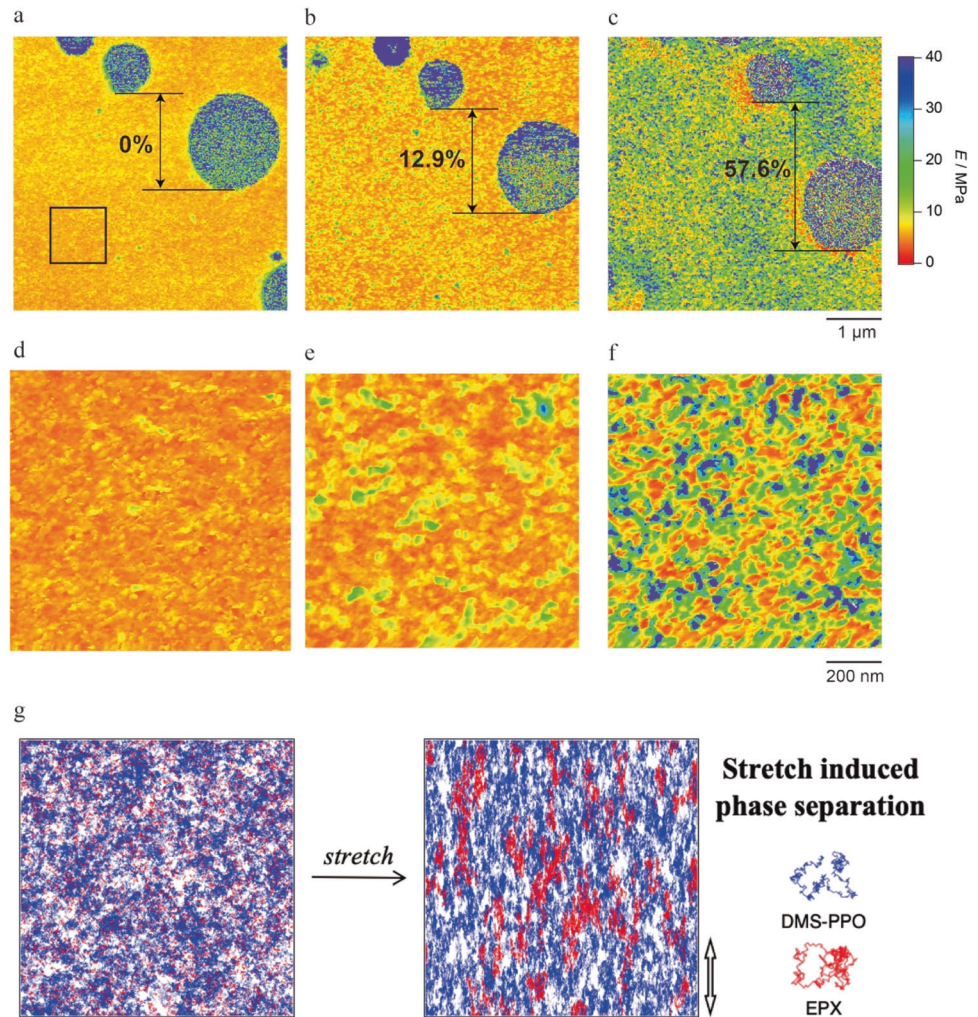 a
b
c
0%
12.9%
57.6%
40
30
20
10
0
E / MPa
1 μm
d
e
f
200 nm
g
stretch
Stretch induced
phase separation
DMS-PPO
EPX